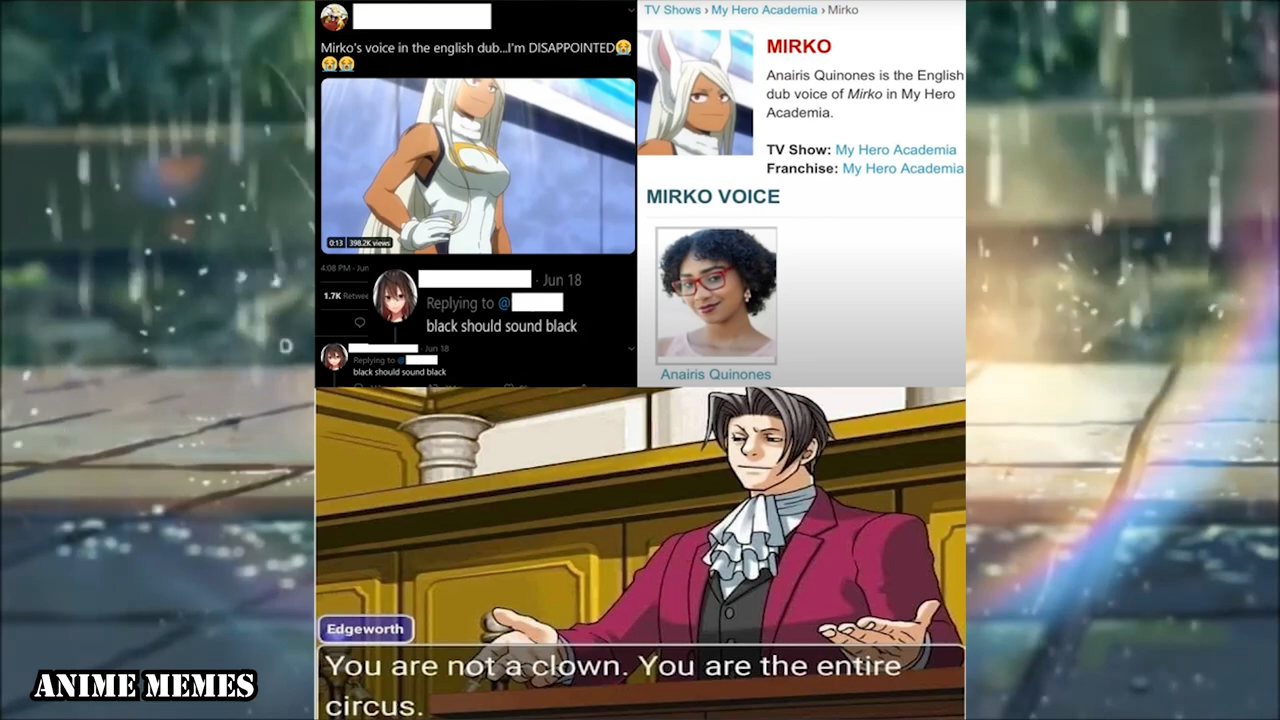 Mirko's voice in the english dub...I'm DISAPPOINTED😭
😭😭
0:13 398.2K views
4:08 PM · Jun
1.7K Retwee
· Jun 18
Replying to @
black should sound black
· Jun 18
Replying to @
black should sound black
TV Shows › My Hero Academia › Mirko
MIRKO
Anairis Quinones is the English
dub voice of Mirko in My Hero
Academia.
TV Show: My Hero Academia
Franchise: My Hero Academia
MIRKO VOICE
Anairis Quinones
Edgeworth
You are not a clown. You are the entire
circus.
ANIME MEMES